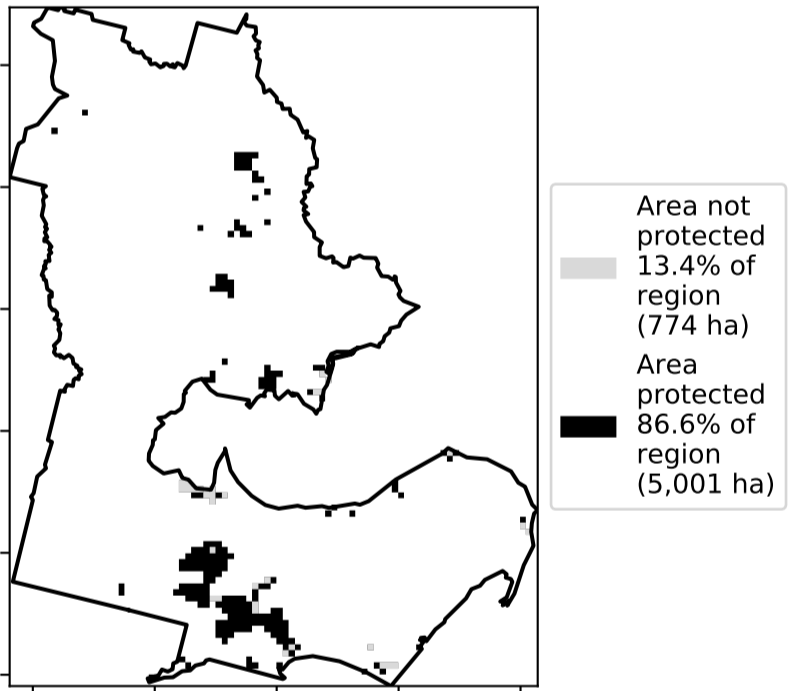 Area not
protected
13.4% of
region
(774 ha)
Area
protected
86.6% of
region
(5,001 ha)